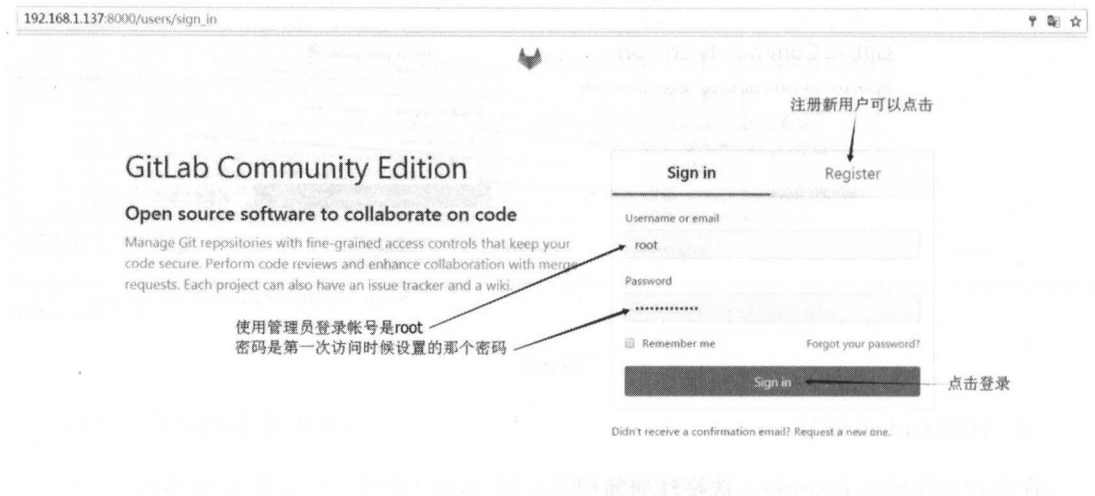 192.168.1.137:8000/users/sign_in
注册新用户可以点击
GitLab Community Edition
Open source software to collaborate on code
Manage Git repositories with fine-grained access controls that keep your
code secure. Perform code reviews and enhance collaboration with merge
requests. Each project can also have an issue tracker and a wiki.
使用管理员登录帐号是root
密码是第一次访问时候设置的那个密码
Sign in
Register
Username or email
root
Password
Remember me
Forgot your password?
Sign in
点击登录
Didn't receive a confirmation email? Request a new one.